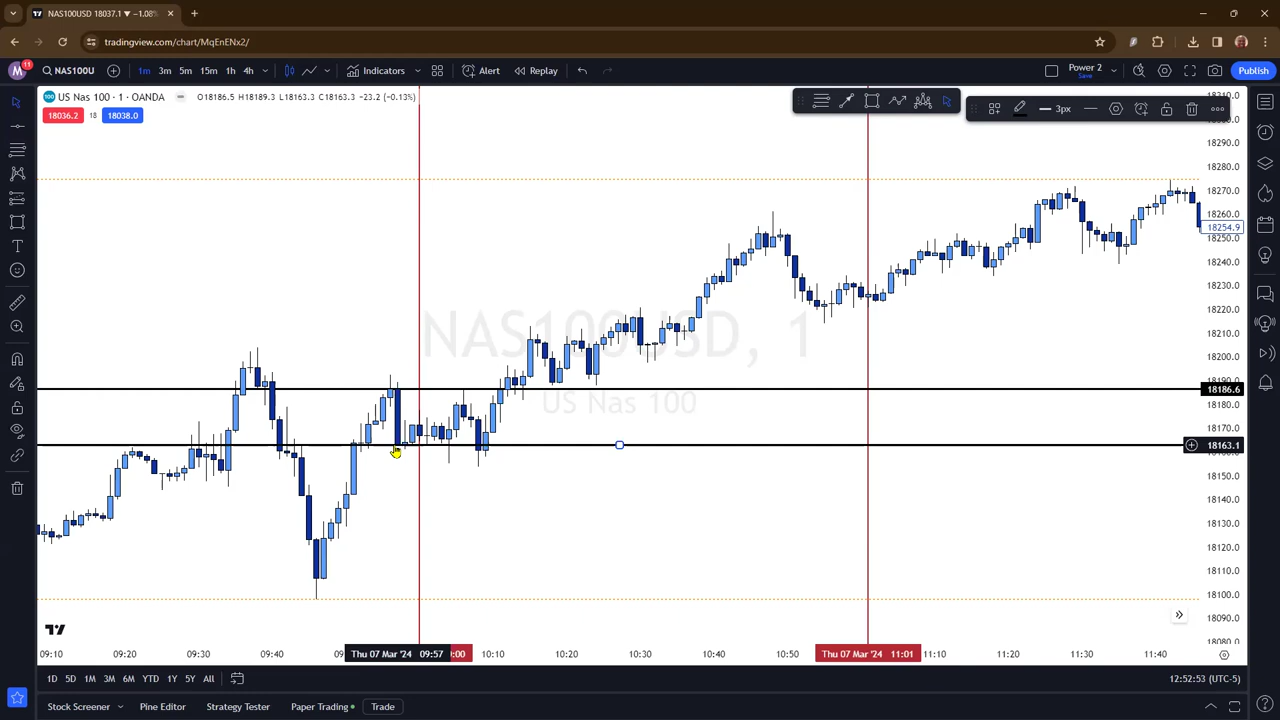 NAS100USD 18037.1 ▼ −1.08%
tradingview.com/chart/MqEnENx2/
M 11 NAS100U 1m 3m 5m 15m 1h 4h Indicators Alert Replay Power 2 Save Publish
100 US Nas 100 · 1 · OANDA O18186.5 H18189.3 L18163.3 C18163.3 −23.2 (−0.13%)
18036.2 18 18038.0
3px
18290.0
18280.0
18270.0
18260.0
18254.9
18250.0
18240.0
18230.0
18220.0
18210.0
18200.0
18186.6
18180.0
18170.0
18163.1
18150.0
18140.0
18130.0
18120.0
18110.0
18100.0
18090.0
NAS100USD, 1
US Nas 100
09:10 09:20 09:30 09:40 Thu 07 Mar '24 09:57 10:10 10:20 10:30 10:40 10:50 Thu 07 Mar '24 11:01 11:10 11:20 11:30 11:40
1D 5D 1M 3M 6M YTD 1Y 5Y All 12:52:53 (UTC-5)
Stock Screener Pine Editor Strategy Tester Paper Trading Trade